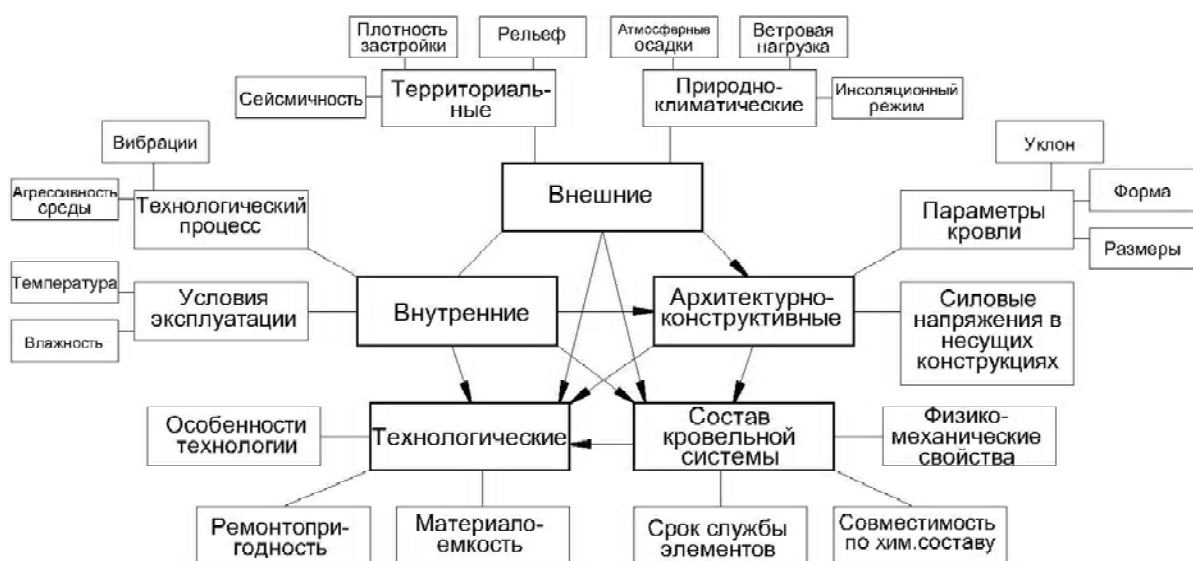 Плотность
застройки
Рельеф
Атмосферные
осадки
Ветровая
нагрузка
Сейсмичность
Территориаль-
ные
Природно-
климатические
Инсоляционный
режим
Вибрации
Уклон
Агрессивность
среды
Технологический
процесс
Внешние
Параметры
кровли
Форма
Размеры
Температура
Влажность
Условия
эксплуатации
Внутренние
Архитектурно-
конструктивные
Силовые
напряжения в
несущих
конструкциях
Особенности
технологии
Технологические
Состав
кровельной
системы
Физико-
механические
свойства
Ремонтопри-
годность
Материало-
емкость
Срок службы
элементов
Совместимость
по хим.составу